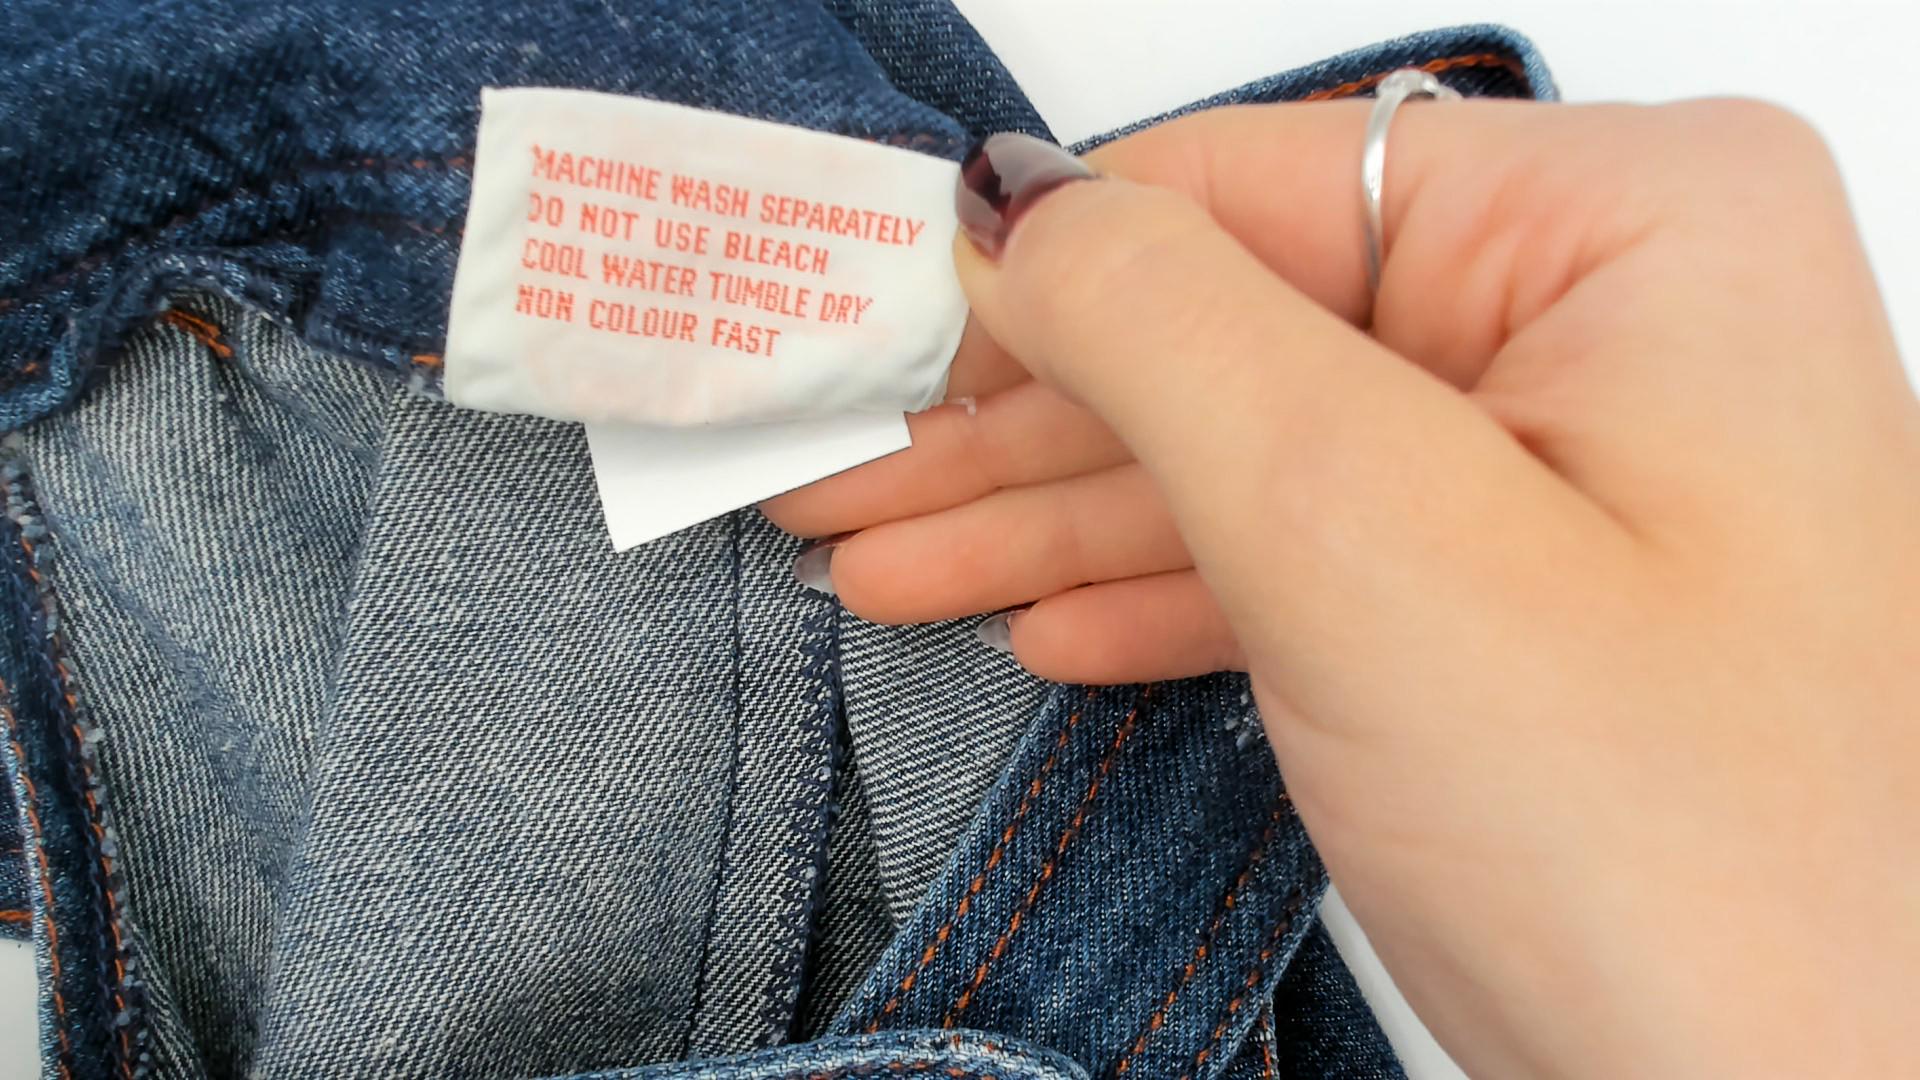 MACHINE WASH SEPARATELY
DO NOT USE BLEACH
COOL WATER TUMBLE DRY
NON COLOUR FAST